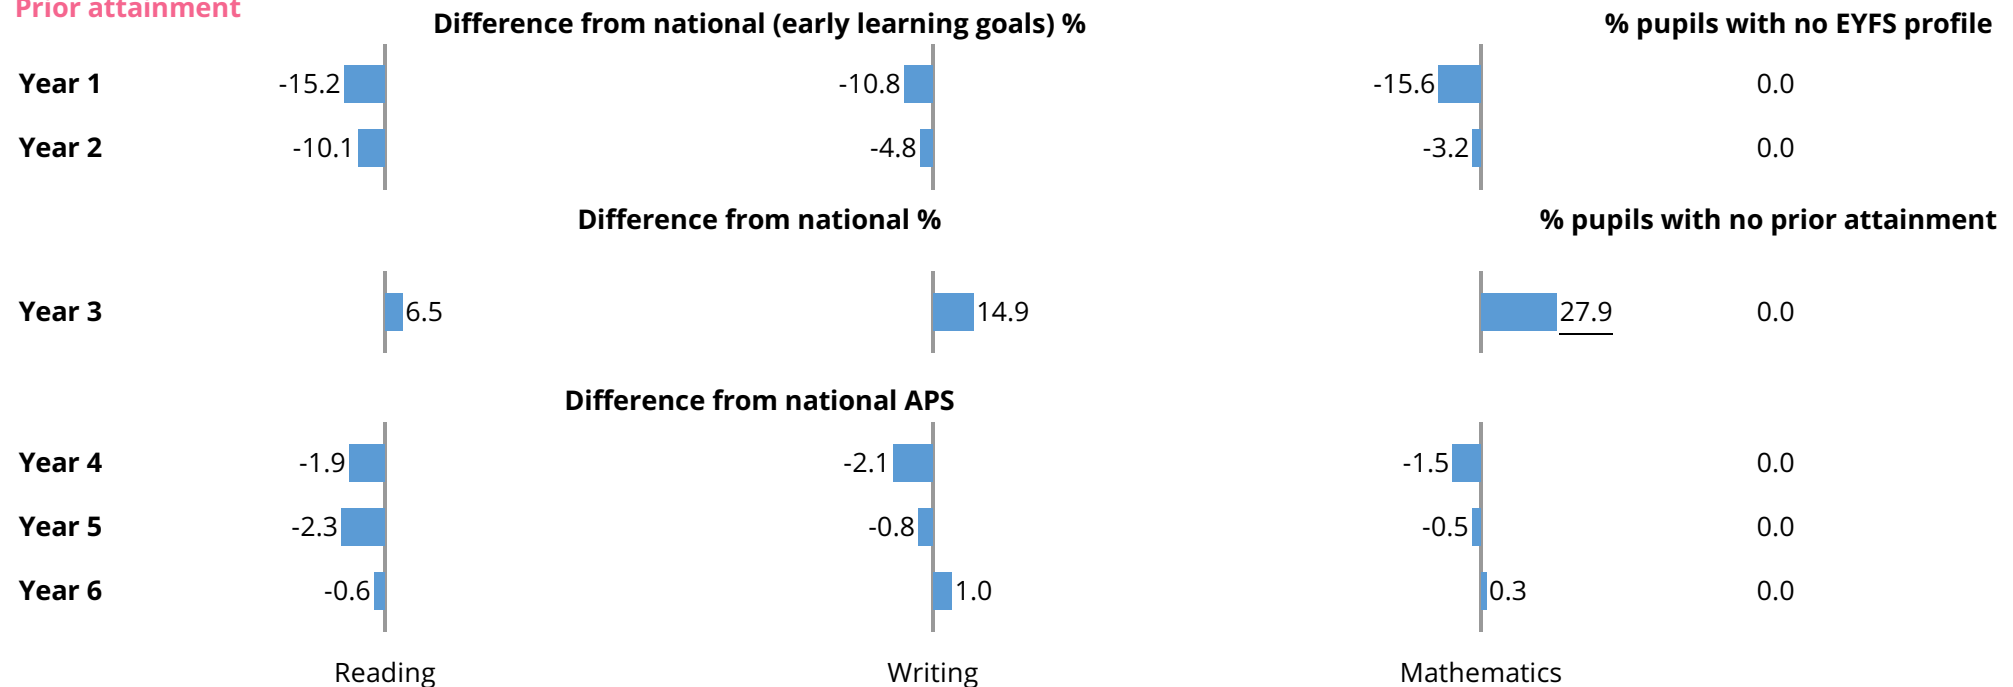 Prior attainment
Difference from national (early learning goals) % % pupils with no EYFS profile
Year 1 -15.2 -10.8 -15.6 0.0
Year 2 -10.1 -4.8 -3.2 0.0
Difference from national % % pupils with no prior attainment
Year 3 6.5 14.9 27.9 0.0
Difference from national APS
Year 4 -1.9 -2.1 -1.5 0.0
Year 5 -2.3 -0.8 -0.5 0.0
Year 6 -0.6 1.0 0.3 0.0
Reading Writing Mathematics